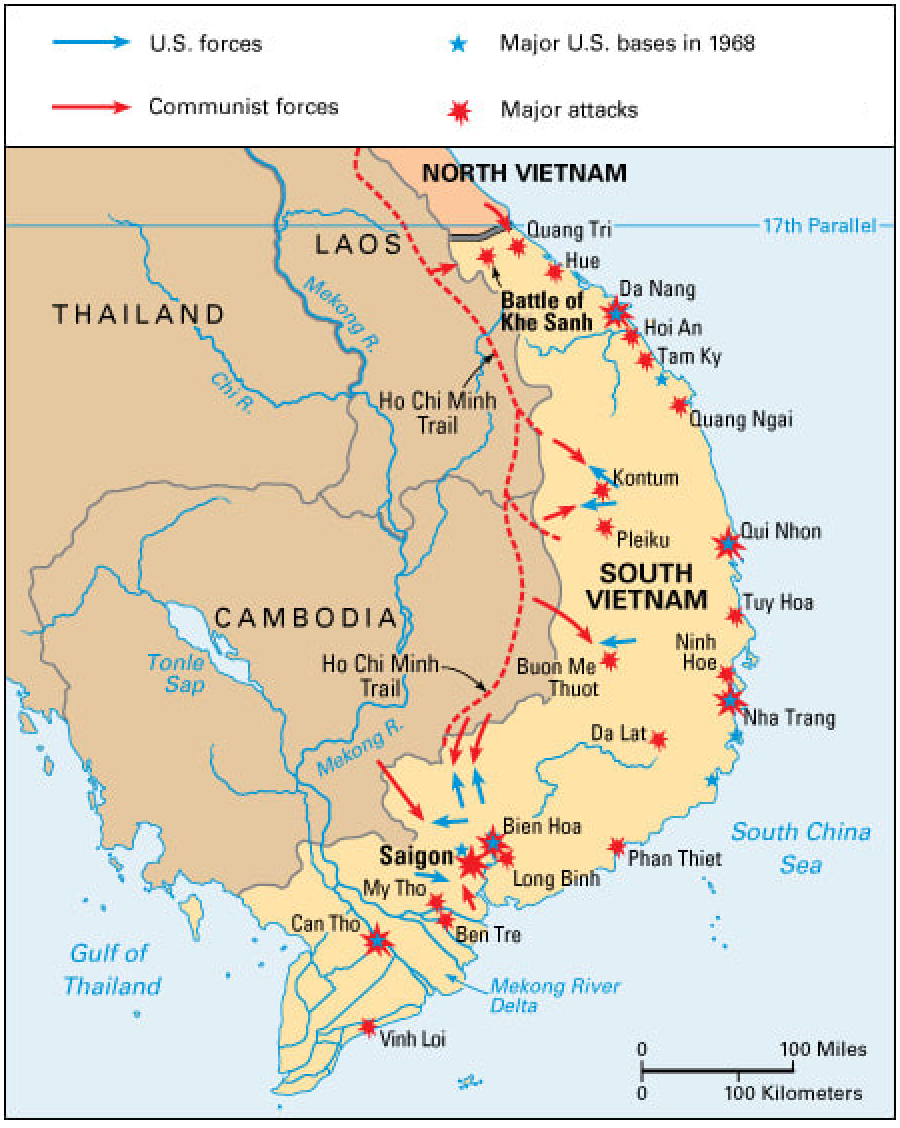 U.S. forces
Major U.S. bases in 1968
Communist forces
Major attacks
NORTH VIETNAM
17th Parallel
Quang Tri
LAOS
Hue
Mekong R.
Da Nang
Battle of
Khe Sanh
THAILAND
Hoi An
Tam Ky
Chi R.
Ho Chi Minh
Trail
Quang Ngai
Kontum
Qui Nhon
Pleiku
SOUTH
VIETNAM
Tuy Hoa
CAMBODIA
Ninh
Hoe
Tonle
Sap
Ho Chi Minh
Trail
Buon Me
Thuot
Nha Trang
Da Lat
Mekong R.
Bien Hoa
South China
Sea
Saigon
Phan Thiet
Long Binh
My Tho
Can Tho
Ben Tre
Gulf of
Thailand
Mekong River
Delta
Vinh Loi
0 100 Miles
0 100 Kilometers